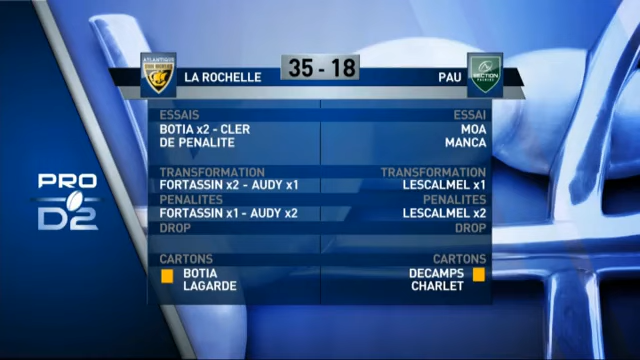 LA ROCHELLE 35 - 18 PAU
ATLANTIQUE
SECTION
ESSAIS ESSAI
BOTIA x2 - CLER MOA
DE PENALITE MANCA
TRANSFORMATION TRANSFORMATION
FORTASSIN x2 - AUDY x1 LESCALMEL x1
PENALITES PENALITES
FORTASSIN x1 - AUDY x2 LESCALMEL x2
DROP DROP
CARTONS CARTONS
BOTIA DECAMPS
LAGARDE CHARLET
PRO
D2